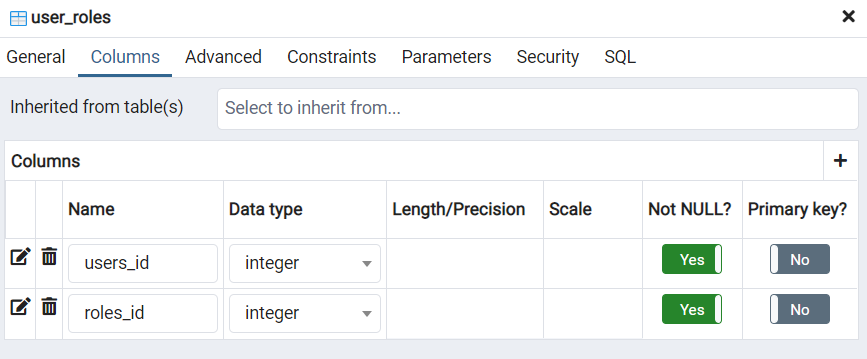 user_roles
General Columns Advanced Constraints Parameters Security SQL
Inherited from table(s) Select to inherit from...
Columns
Name Data type Length/Precision Scale Not NULL? Primary key?
users_id integer Yes No
roles_id integer Yes No